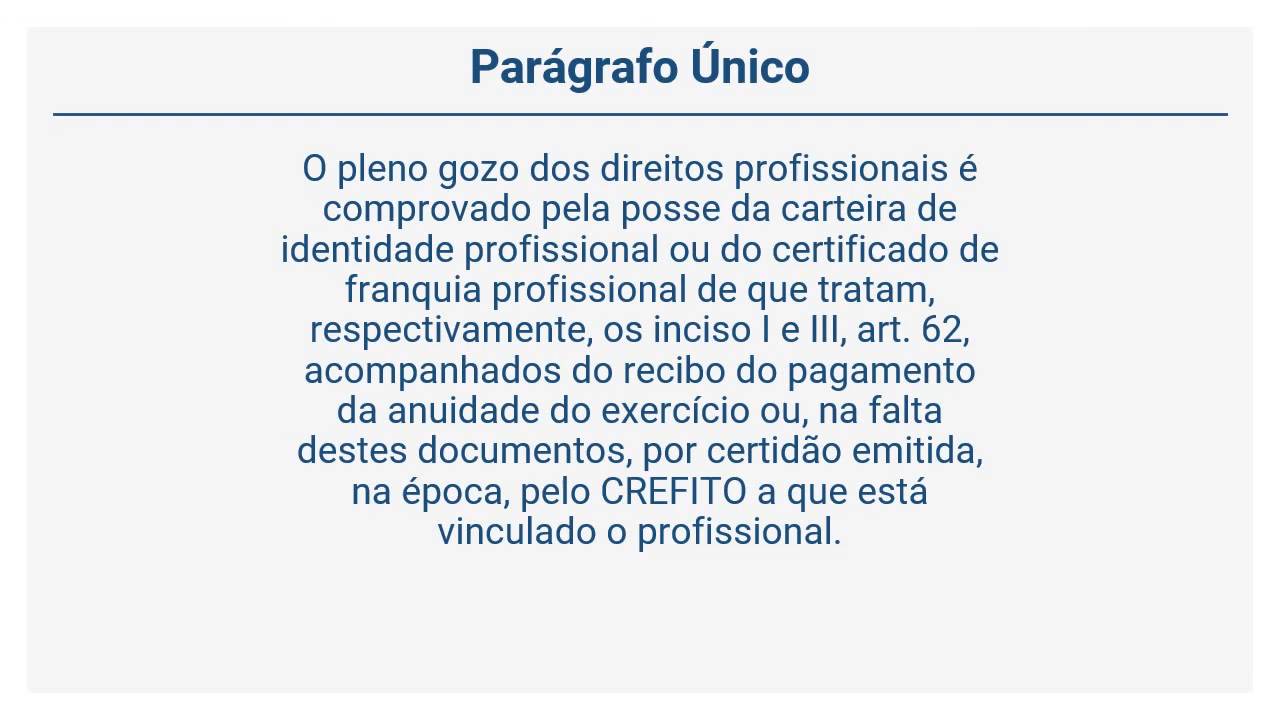 Parágrafo Único
O pleno gozo dos direitos profissionais é
comprovado pela posse da carteira de
identidade profissional ou do certificado de
franquia profissional de que tratam,
respectivamente, os inciso I e III, art. 62,
acompanhados do recibo do pagamento
da anuidade do exercício ou, na falta
destes documentos, por certidão emitida,
na época, pelo CREFITO a que está
vinculado o profissional.